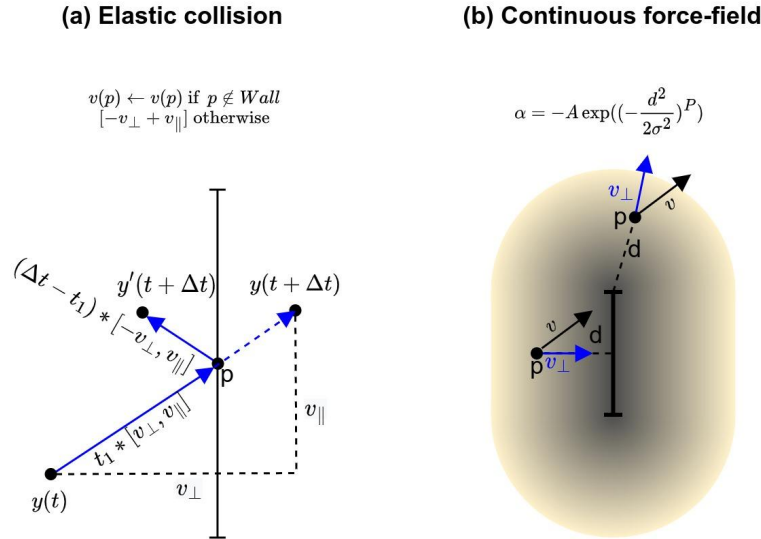 (a) Elastic collision
v(p) ← v(p) if p ∉ Wall
[−v⊥ + v∥] otherwise
(Δt − t₁) * [−v⊥, v∥]
y′(t + Δt)
y(t + Δt)
p
t₁ * [v⊥, v∥]
v∥
v⊥
y(t)
(b) Continuous force-field
α = −A exp((−d²/2σ²)^P)
v⊥
v
p
d
v
d
p
v⊥